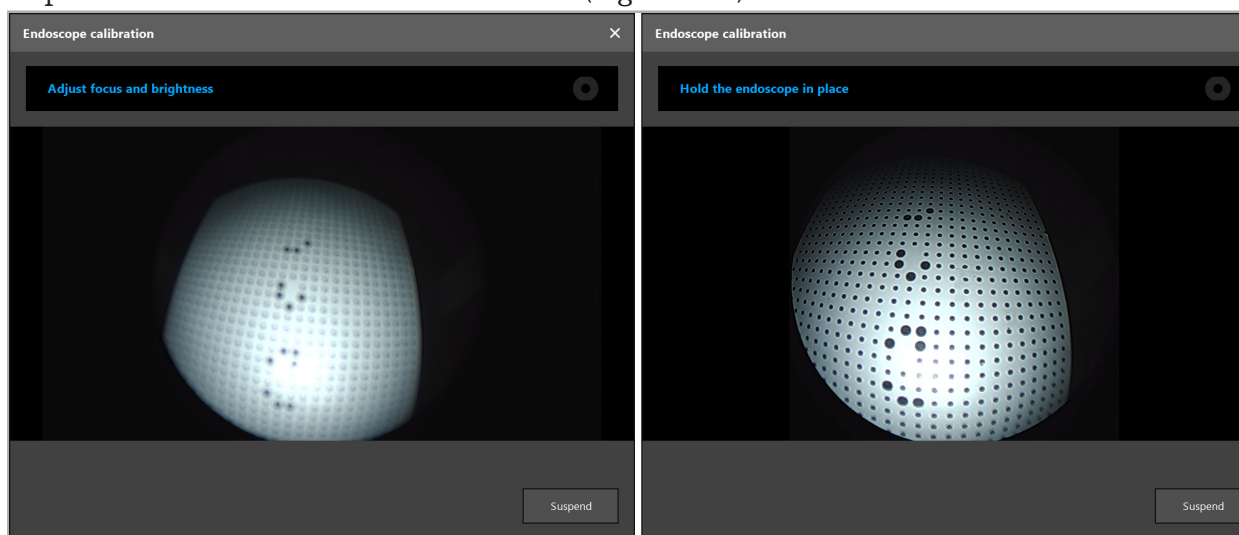 Endoscope calibration
Adjust focus and brightness
Suspend
Endoscope calibration
Hold the endoscope in place
Suspend